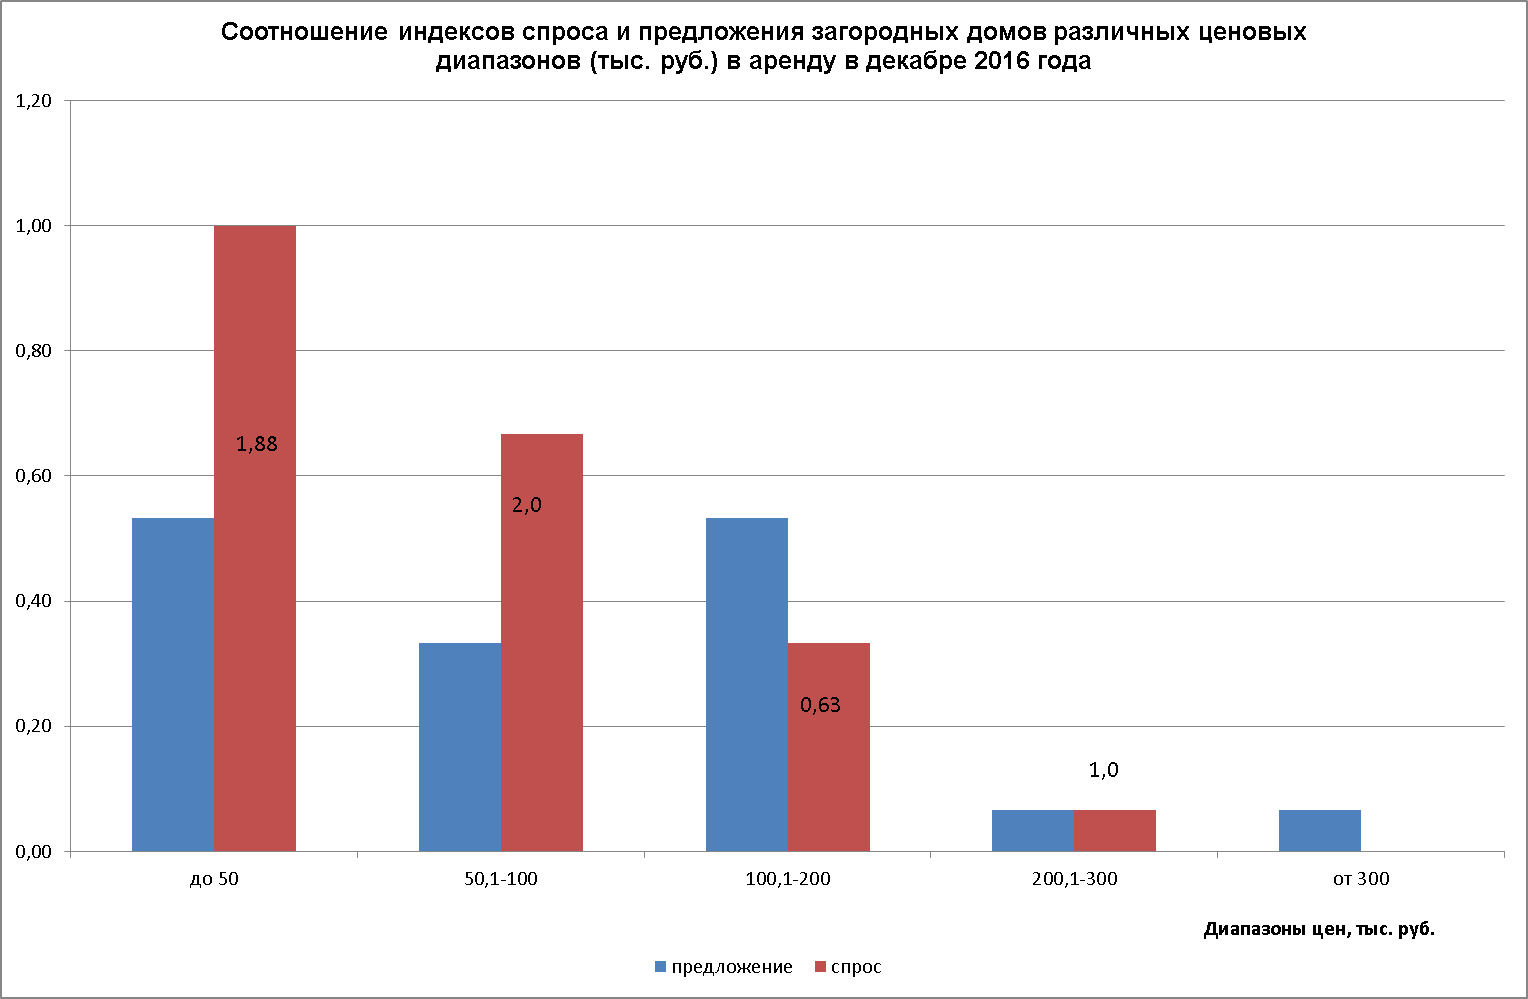 Соотношение индексов спроса и предложения загородных домов различных ценовых
диапазонов (тыс. руб.) в аренду в декабре 2016 года
1,20
1,00
0,80
0,60
0,40
0,20
0,00
1,88
2,0
0,63
1,0
до 50
50,1-100
100,1-200
200,1-300
от 300
Диапазоны цен, тыс. руб.
предложение
спрос